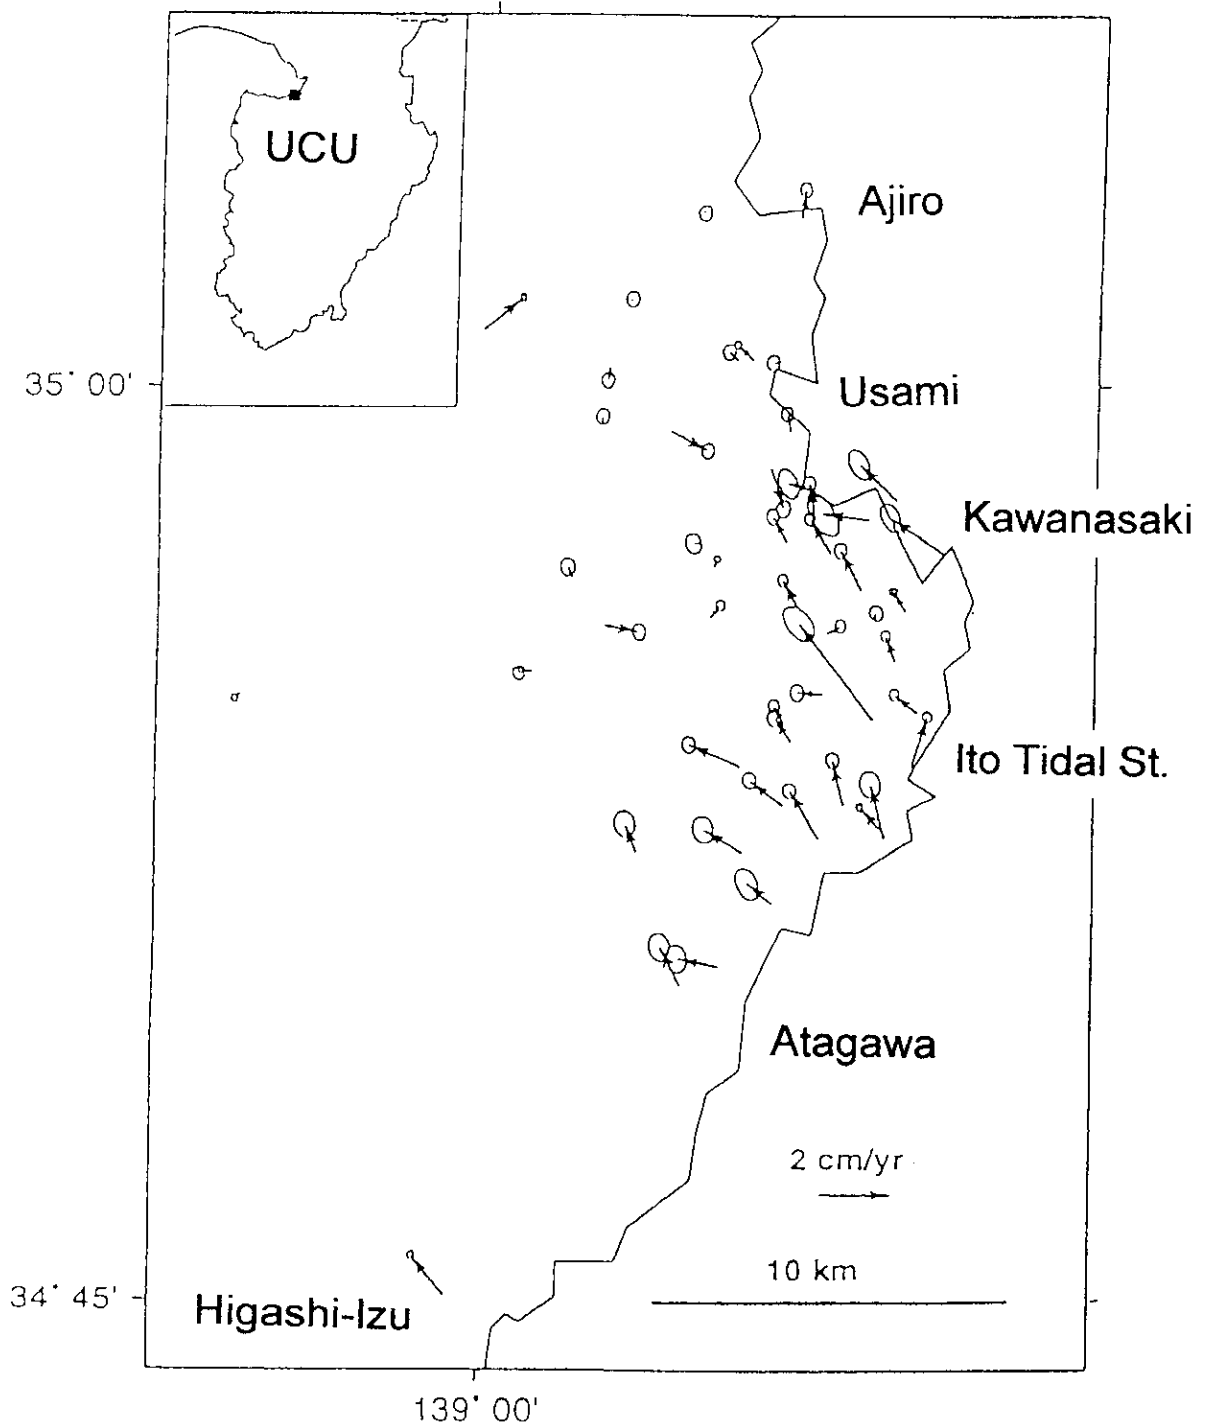 UCU
Ajiro
35° 00'
Usami
Kawanasaki
Ito Tidal St.
Atagawa
2 cm/yr
10 km
34° 45'
Higashi-Izu
139° 00'